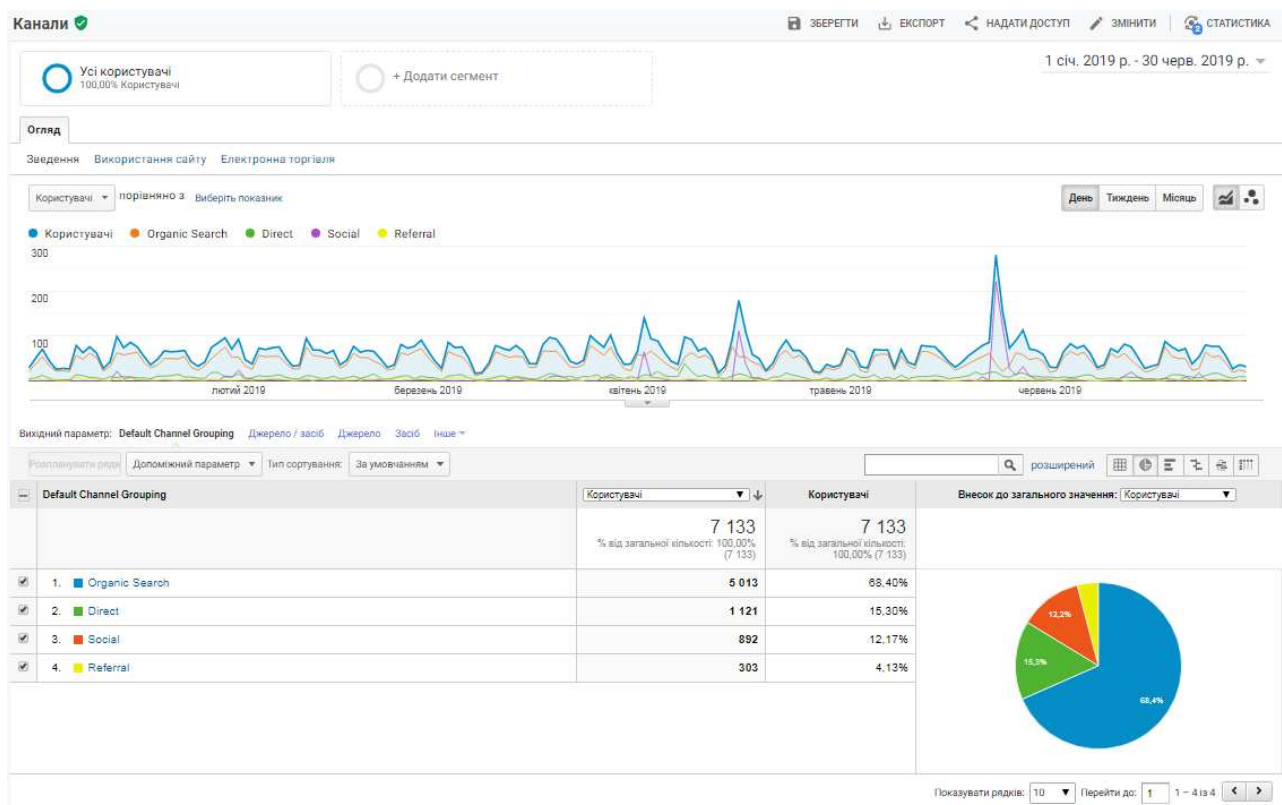 Канали
ЗБЕРЕГТИ ЕКСПОРТ НАДАТИ ДОСТУП ЗМІНИТИ 2 СТАТИСТИКА
Усі користувачі
100,00% Користувачі
+ Додати сегмент
1 січ. 2019 р. - 30 черв. 2019 р.
Огляд
Зведення Використання сайту Електронна торгівля
Користувачі порівняно з Виберіть показник
День Тиждень Місяць
Користувачі Organic Search Direct Social Referral
300
200
100
лютий 2019 березень 2019 квітень 2019 травень 2019 червень 2019
Вихідний параметр: Default Channel Grouping Джерело / засіб Джерело Засіб Інше
Розпланувати ряди Допоміжний параметр Тип сортування: За умовчанням розширений
Default Channel Grouping Користувачі Користувачі Внесок до загального значення: Користувачі
7 133 7 133
% від загальної кількості: 100,00% % від загальної кількості:
(7 133) 100,00% (7 133)
1. Organic Search 5 013 68,40%
2. Direct 1 121 15,30%
3. Social 892 12,17%
4. Referral 303 4,13%
12,2%
15,3%
68,4%
Показувати рядків: 10 Перейти до: 1 1 – 4 із 4